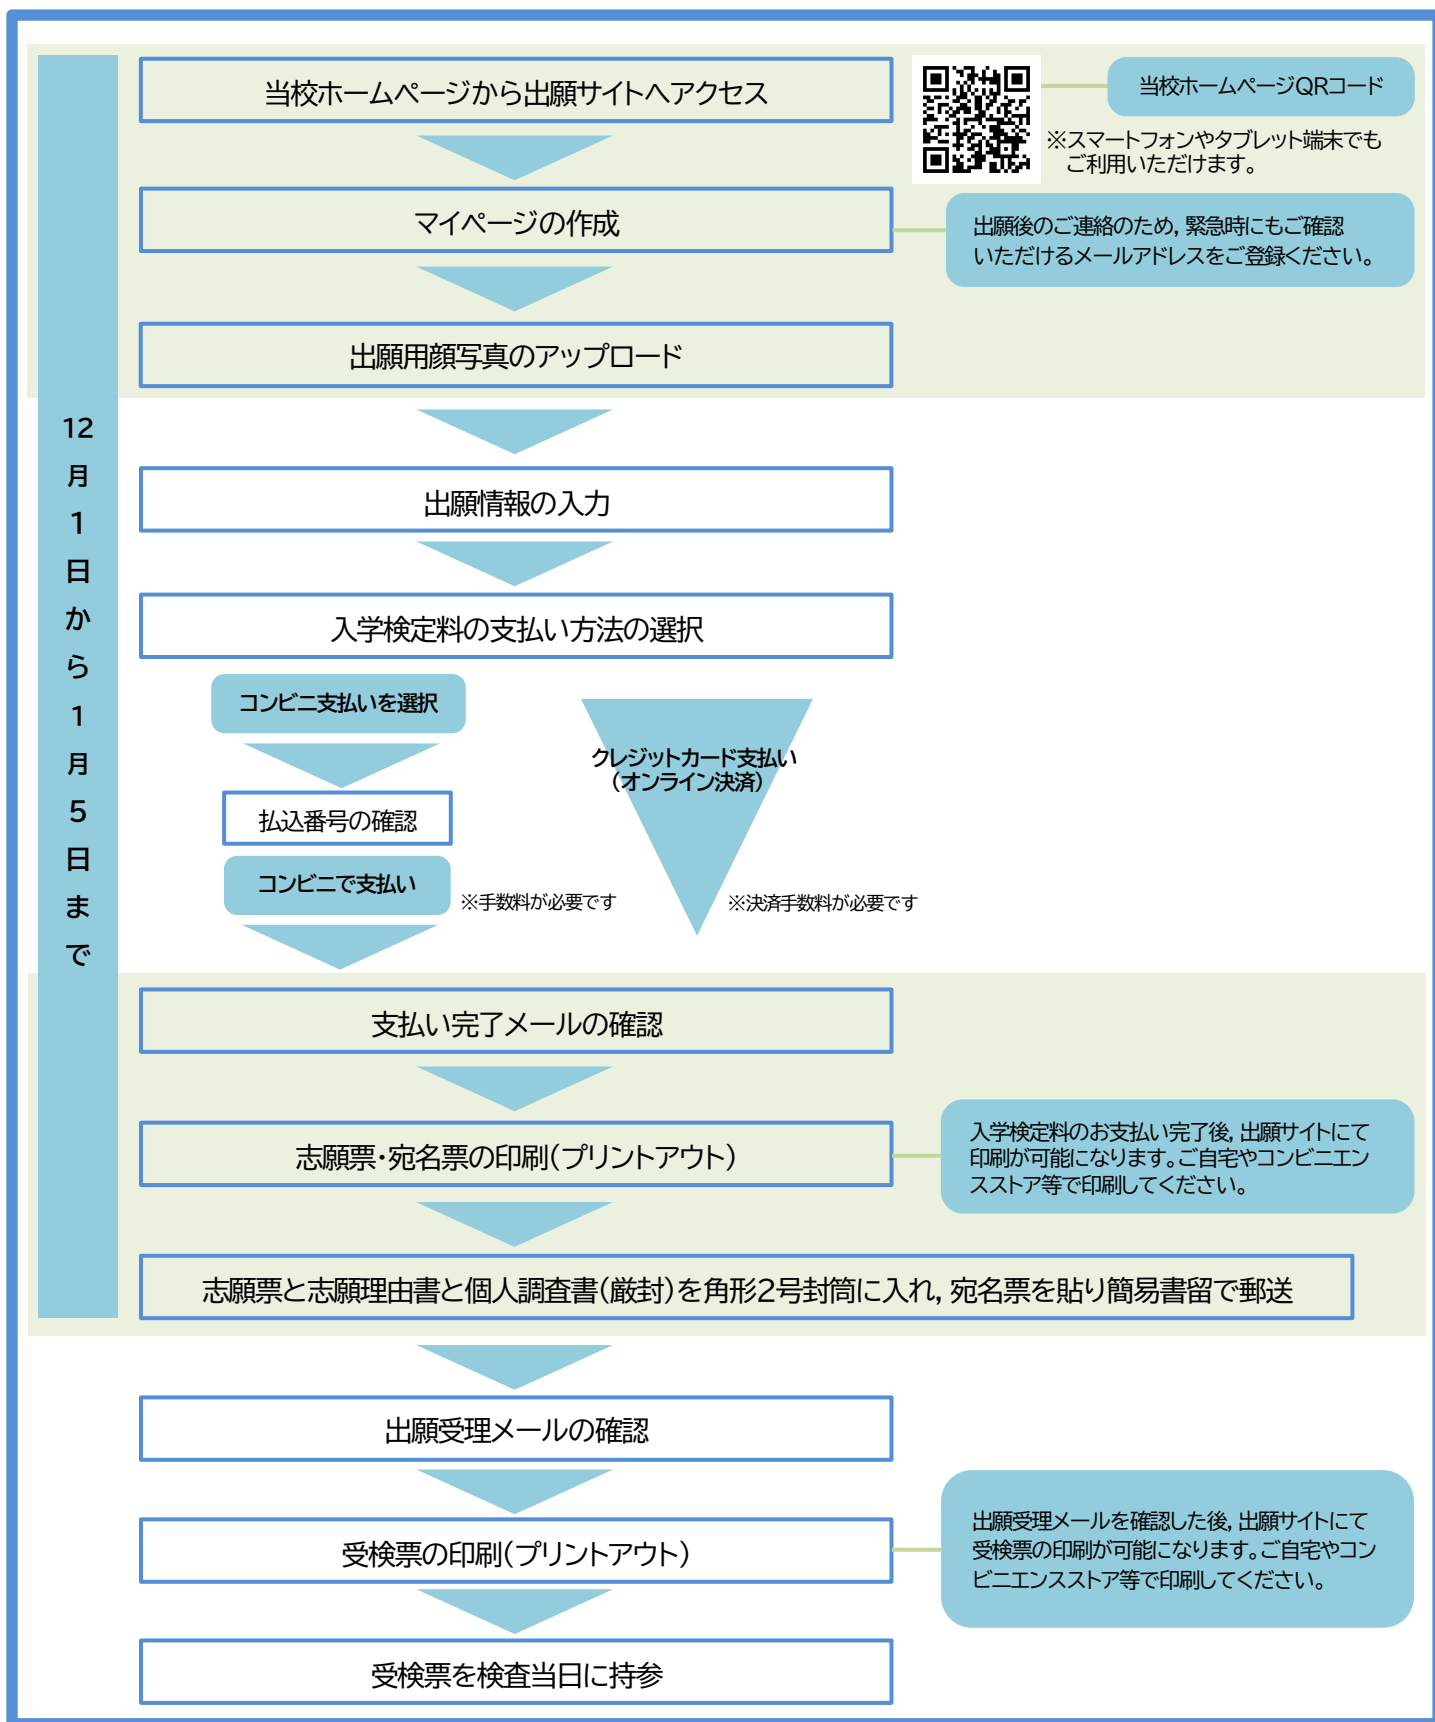 当校ホームページから出願サイトへアクセス
当校ホームページQRコード
※スマートフォンやタブレット端末でも
ご利用いただけます。
マイページの作成
出願後のご連絡のため，緊急時にもご確認
いただけるメールアドレスをご登録ください。
出願用顔写真のアップロード
12月1日から1月5日まで
出願情報の入力
入学検定料の支払い方法の選択
コンビニ支払いを選択
クレジットカード支払い
（オンライン決済）
払込番号の確認
コンビニで支払い
※手数料が必要です
※決済手数料が必要です
支払い完了メールの確認
志願票・宛名票の印刷（プリントアウト）
入学検定料のお支払い完了後，出願サイトにて
印刷が可能になります。ご自宅やコンビニエン
スストア等で印刷してください。
志願票と志願理由書と個人調査書（厳封）を角形２号封筒に入れ，宛名票を貼り簡易書留で郵送
出願受理メールの確認
受検票の印刷（プリントアウト）
出願受理メールを確認した後，出願サイトにて
受検票の印刷が可能になります。ご自宅やコン
ビニエンスストア等で印刷してください。
受検票を検査当日に持参